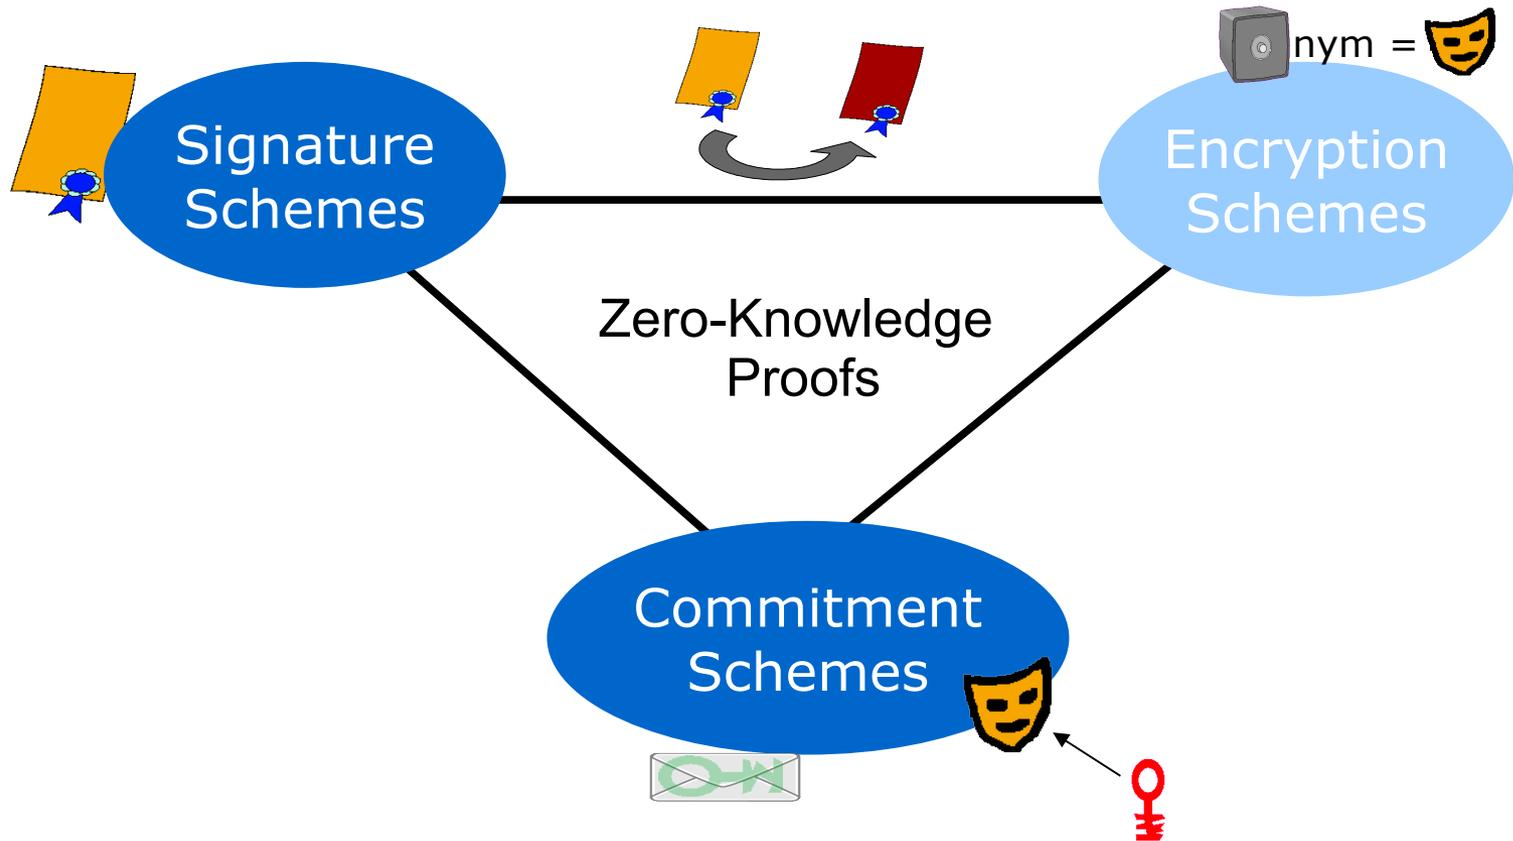 nym =
Signature
Schemes
Encryption
Schemes
Zero-Knowledge
Proofs
Commitment
Schemes